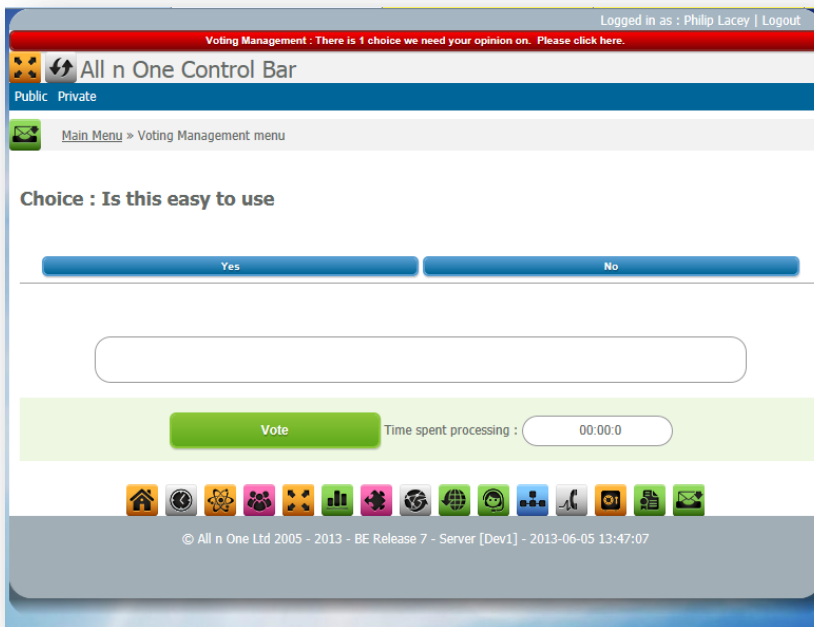 Logged in as : Philip Lacey | Logout
Voting Management : There is 1 choice we need your opinion on. Please click here.
All n One Control Bar
Public Private
Main Menu » Voting Management menu
Choice : Is this easy to use
Yes No
Vote Time spent processing : 00:00:0
© All n One Ltd 2005 - 2013 - BE Release 7 - Server [Dev1] - 2013-06-05 13:47:07